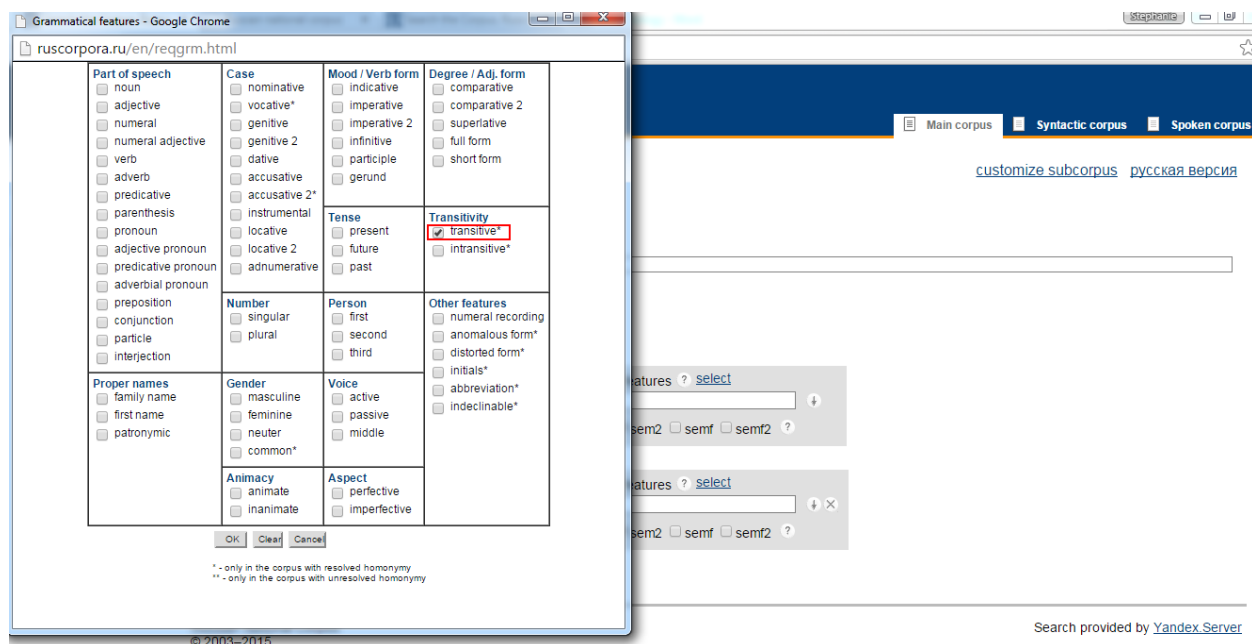 Grammatical features - Google Chrome
ruscorpora.ru/en/reqgrm.html
Part of speech
noun
adjective
numeral
numeral adjective
verb
adverb
predicative
parenthesis
pronoun
adjective pronoun
predicative pronoun
adverbial pronoun
preposition
conjunction
particle
interjection
Proper names
family name
first name
patronymic
Case
nominative
vocative*
genitive
genitive 2
dative
accusative
accusative 2*
instrumental
locative
locative 2
adnumerative
Number
singular
plural
Gender
masculine
feminine
neuter
common*
Animacy
animate
inanimate
Mood / Verb form
indicative
imperative
imperative 2
infinitive
participle
gerund
Tense
present
future
past
Person
first
second
third
Voice
active
passive
middle
Aspect
perfective
imperfective
Degree / Adj. form
comparative
comparative 2
superlative
full form
short form
Transitivity
transitive*
intransitive*
Other features
numeral recording
anomalous form*
distorted form*
initials*
abbreviation*
indeclinable*
OK Clear Cancel
* - only in the corpus with resolved homonymy
** - only in the corpus with unresolved homonymy
Stephanie
Main corpus Syntactic corpus Spoken corpus
customize subcorpus русская версия
eatures ? select
sem2 semf semf2 ?
eatures ? select
sem2 semf semf2 ?
Search provided by Yandex.Server
© 2003–2015